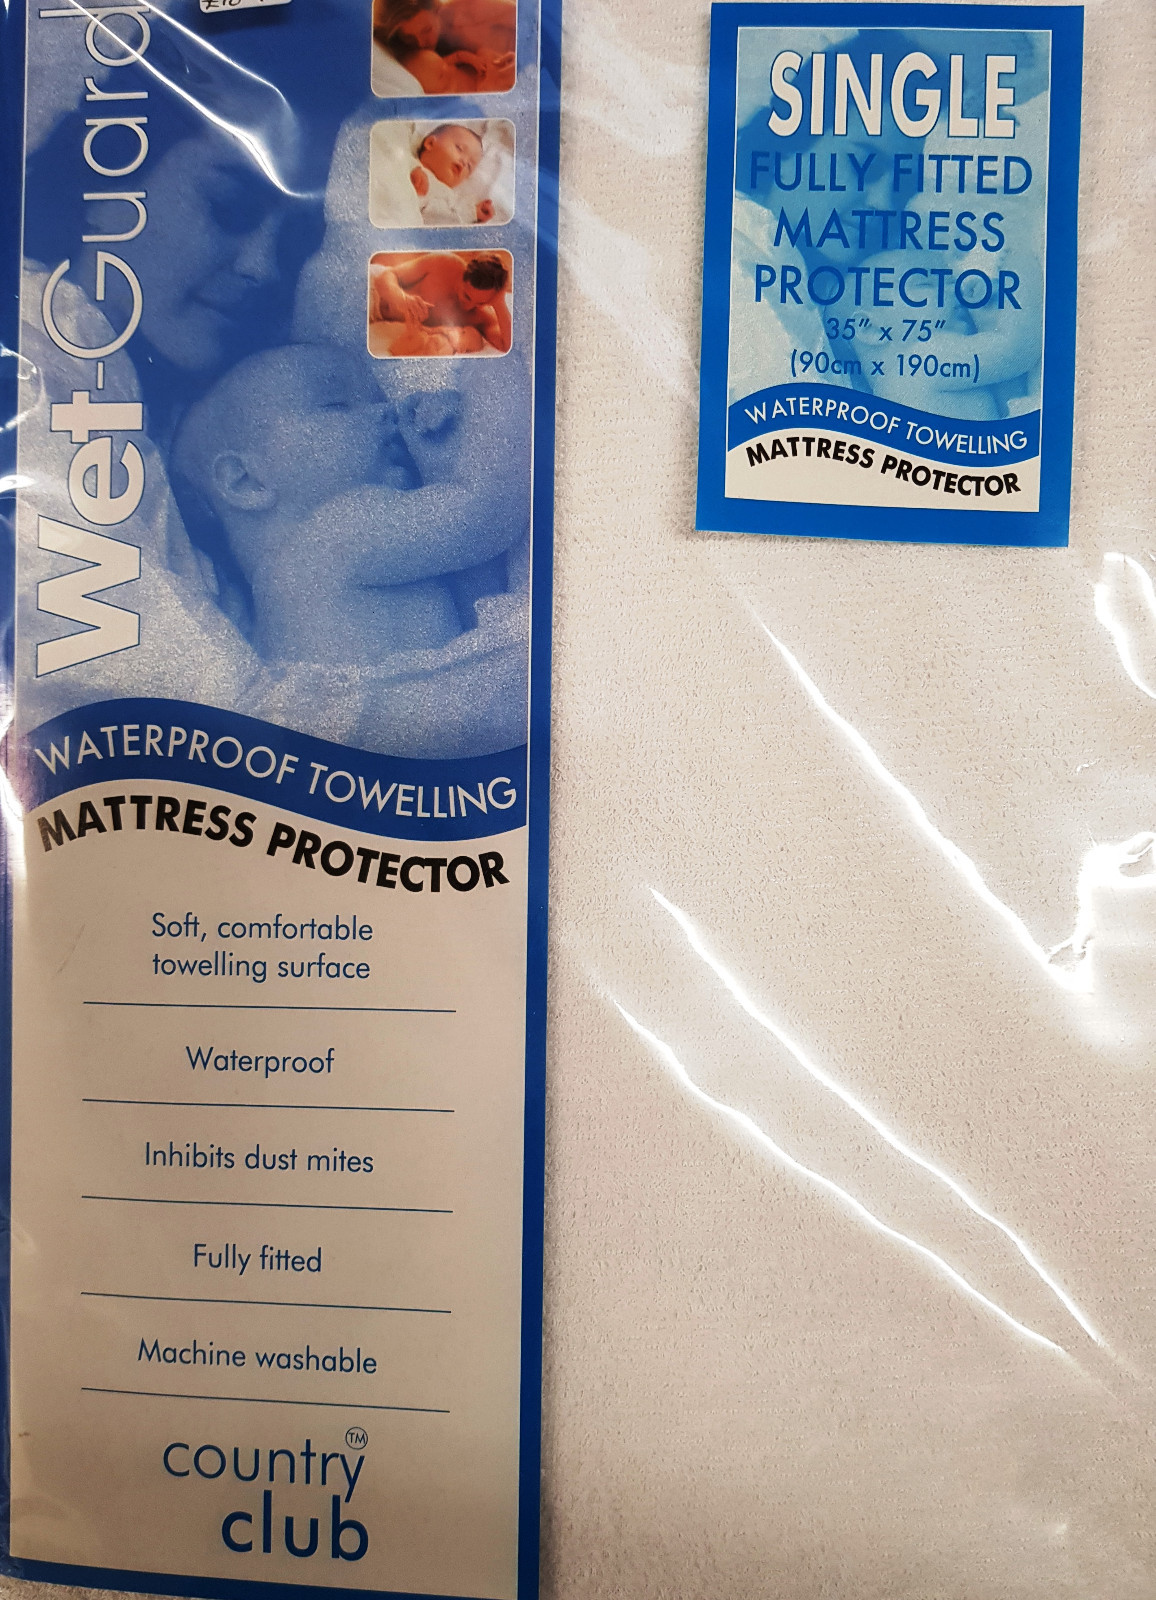 Wet-Guard
WATERPROOF TOWELLING
MATTRESS PROTECTOR
Soft, comfortable
towelling surface
Waterproof
Inhibits dust mites
Fully fitted
Machine washable
country
TM
club
SINGLE
FULLY FITTED
MATTRESS
PROTECTOR
35" x 75"
(90cm x 190cm)
WATERPROOF TOWELLING
MATTRESS PROTECTOR